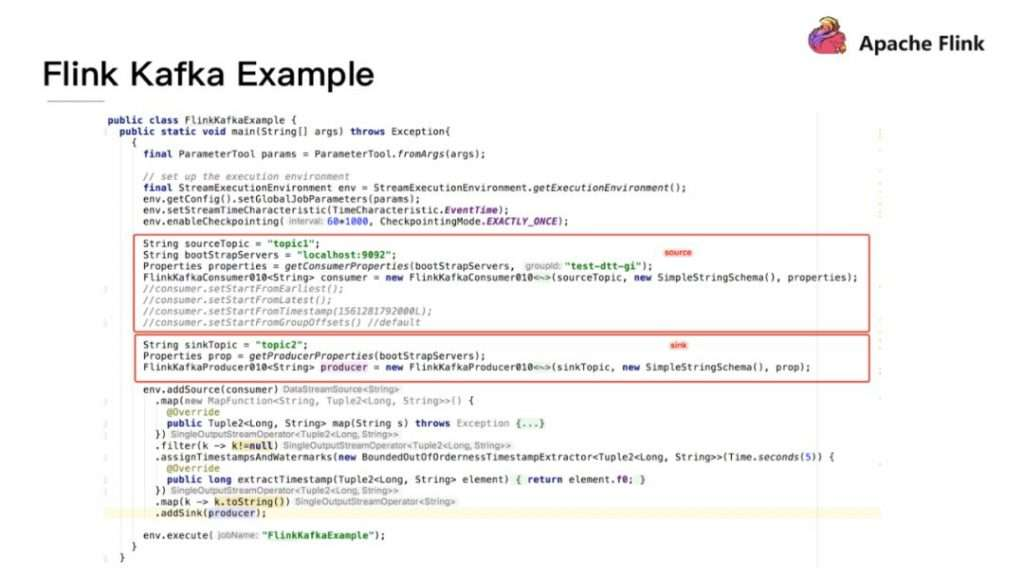 Apache Flink
Flink Kafka Example
public class FlinkKafkaExample {
public static void main(String[] args) throws Exception{
{
final ParameterTool params = ParameterTool.fromArgs(args);
// set up the execution environment
final StreamExecutionEnvironment env = StreamExecutionEnvironment.getExecutionEnvironment();
env.getConfig().setGlobalJobParameters(params);
env.setStreamTimeCharacteristic(TimeCharacteristic.EventTime);
env.enableCheckpointing( interval: 60*1000, CheckpointingMode.EXACTLY_ONCE);
String sourceTopic = "topic1";
String bootStrapServers = "localhost:9092";
source
Properties properties = getConsumerProperties(bootStrapServers, groupId: "test-dtt-gi");
FlinkKafkaConsumer010<String> consumer = new FlinkKafkaConsumer010<~>(sourceTopic, new SimpleStringSchema(), properties);
//consumer.setStartFromEarliest();
//consumer.setStartFromLatest();
//consumer.setStartFromTimestamp(1561281792000L);
//consumer.setStartFromGroupOffsets() //default
String sinkTopic = "topic2";
sink
Properties prop = getProducerProperties(bootStrapServers);
FlinkKafkaProducer010<String> producer = new FlinkKafkaProducer010<~>(sinkTopic, new SimpleStringSchema(), prop);
env.addSource(consumer) DataStreamSource<String>
.map(new MapFunction<String, Tuple2<Long, String>>() {
@Override
public Tuple2<Long, String> map(String s) throws Exception {...}
}) SingleOutputStreamOperator<Tuple2<Long, String>>
.filter(k -> k!=null) SingleOutputStreamOperator<Tuple2<Long, String>>
.assignTimestampsAndWatermarks(new BoundedOutOfOrdernessTimestampExtractor<Tuple2<Long, String>>(Time.seconds(5)) {
@Override
public long extractTimestamp(Tuple2<Long, String> element) { return element.f0; }
}) SingleOutputStreamOperator<Tuple2<Long, String>>
.map(k -> k.toString()) SingleOutputStreamOperator<String>
.addSink(producer);
env.execute( jobName: "FlinkKafkaExample");
}
}